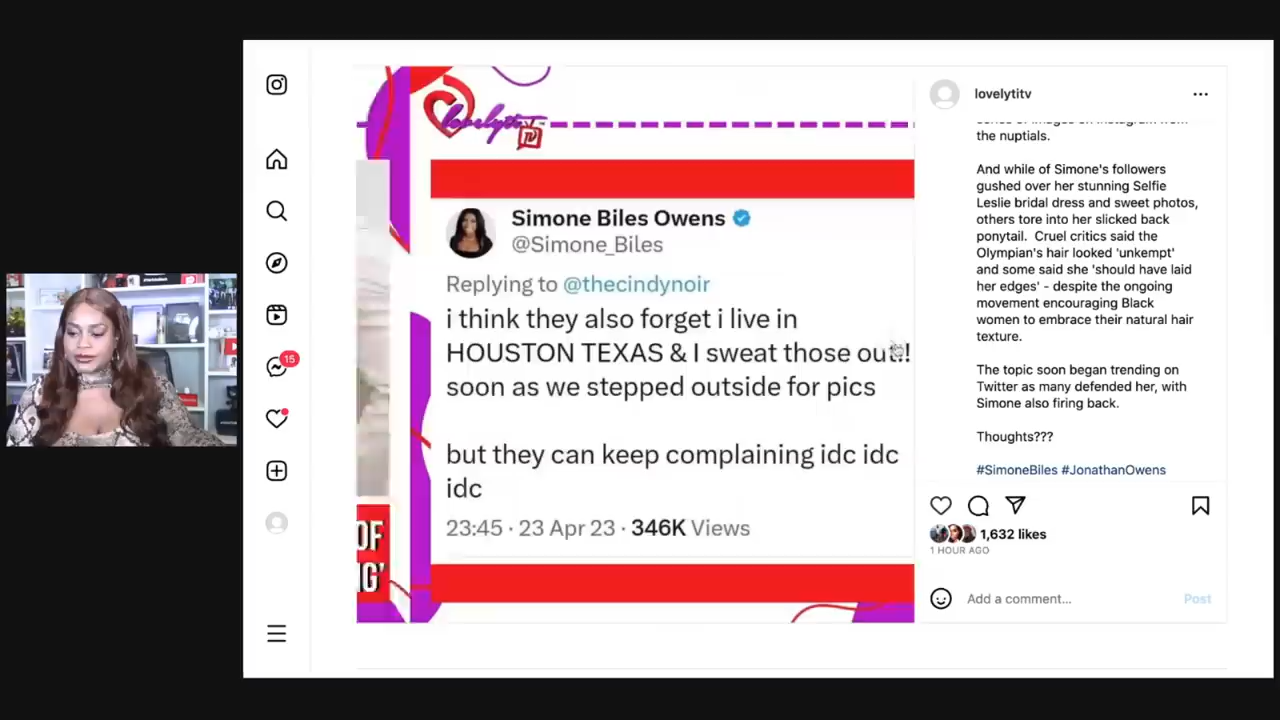 lovelyti
TV
Simone Biles Owens
@Simone_Biles
Replying to @thecindynoir
i think they also forget i live in
HOUSTON TEXAS & I sweat those out!!
soon as we stepped outside for pics
but they can keep complaining idc idc
idc
23:45 · 23 Apr 23 · 346K Views
OF
G'
lovelytitv
the nuptials.
And while of Simone's followers
gushed over her stunning Selfie
Leslie bridal dress and sweet photos,
others tore into her slicked back
ponytail. Cruel critics said the
Olympian's hair looked 'unkempt'
and some said she 'should have laid
her edges' - despite the ongoing
movement encouraging Black
women to embrace their natural hair
texture.
The topic soon began trending on
Twitter as many defended her, with
Simone also firing back.
Thoughts???
#SimoneBiles #JonathanOwens
1,632 likes
1 HOUR AGO
Add a comment...
Post
15